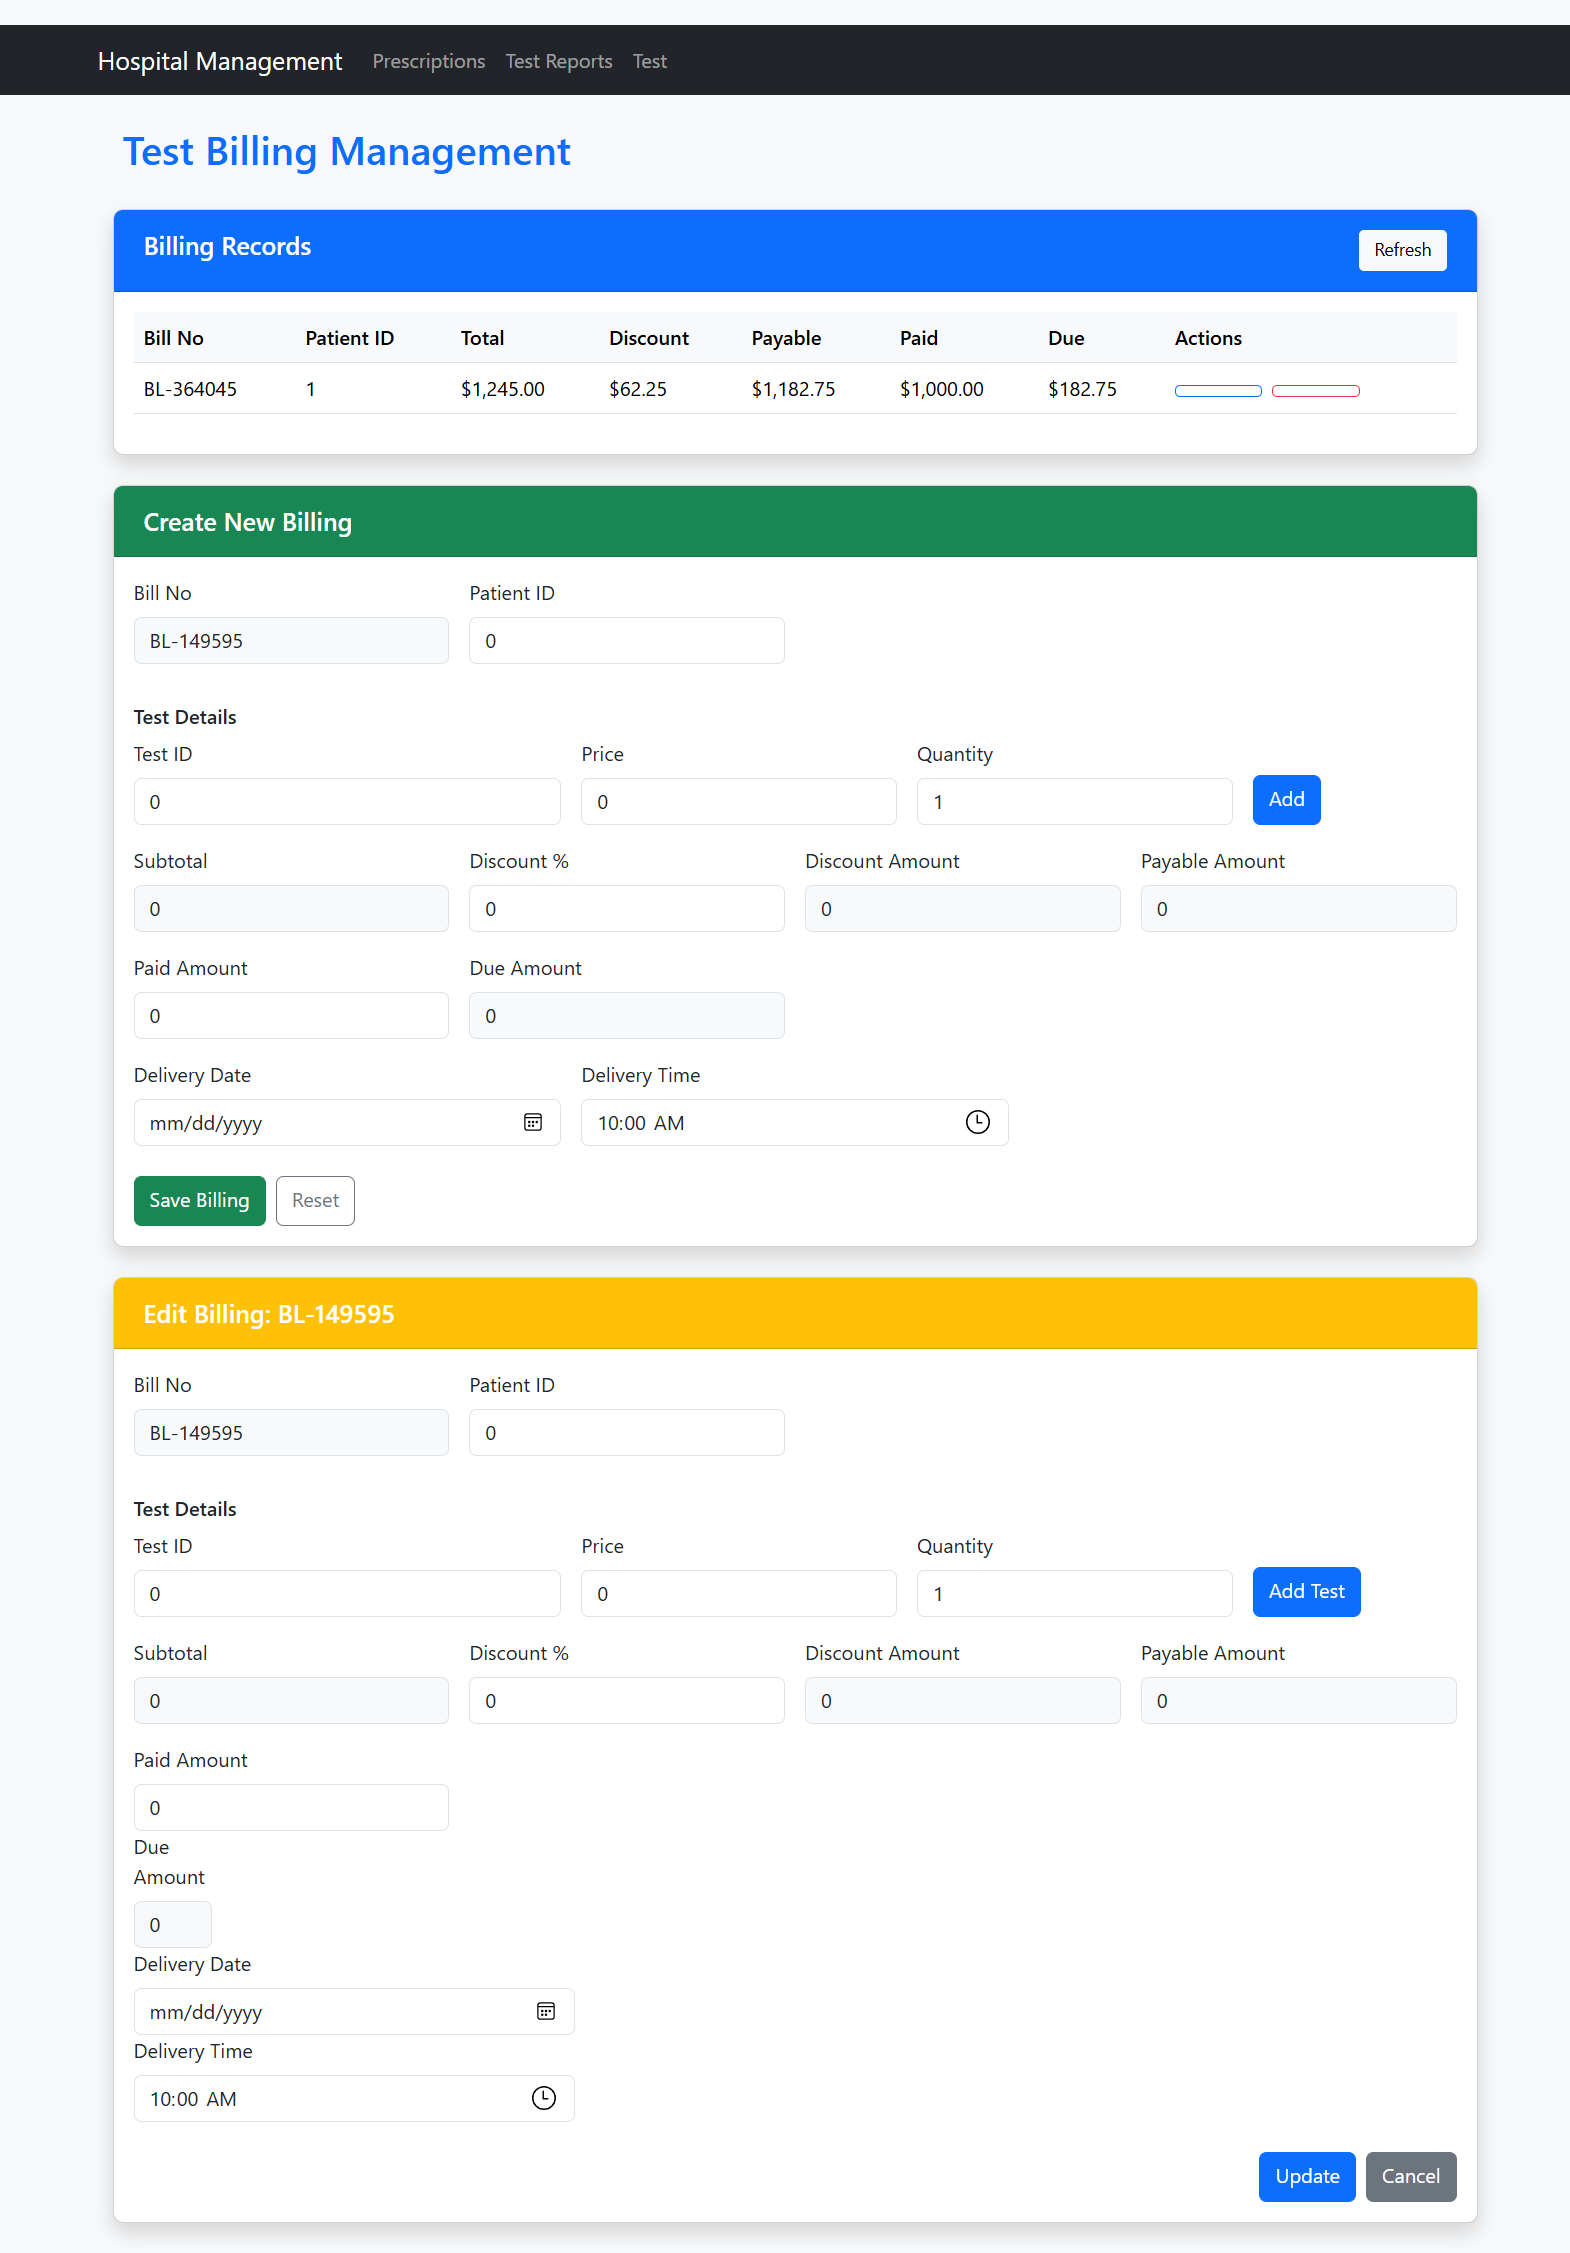 Hospital Management Prescriptions Test Reports Test
Test Billing Management
Billing Records Refresh
Bill No Patient ID Total Discount Payable Paid Due Actions
BL-364045 1 $1,245.00 $62.25 $1,182.75 $1,000.00 $182.75
Create New Billing
Bill No Patient ID
BL-149595 0
Test Details
Test ID Price Quantity
0 0 1 Add
Subtotal Discount % Discount Amount Payable Amount
0 0 0 0
Paid Amount Due Amount
0 0
Delivery Date Delivery Time
mm/dd/yyyy 10:00 AM
Save Billing Reset
Edit Billing: BL-149595
Bill No Patient ID
BL-149595 0
Test Details
Test ID Price Quantity
0 0 1 Add Test
Subtotal Discount % Discount Amount Payable Amount
0 0 0 0
Paid Amount
0
Due
Amount
0
Delivery Date
mm/dd/yyyy
Delivery Time
10:00 AM
Update Cancel